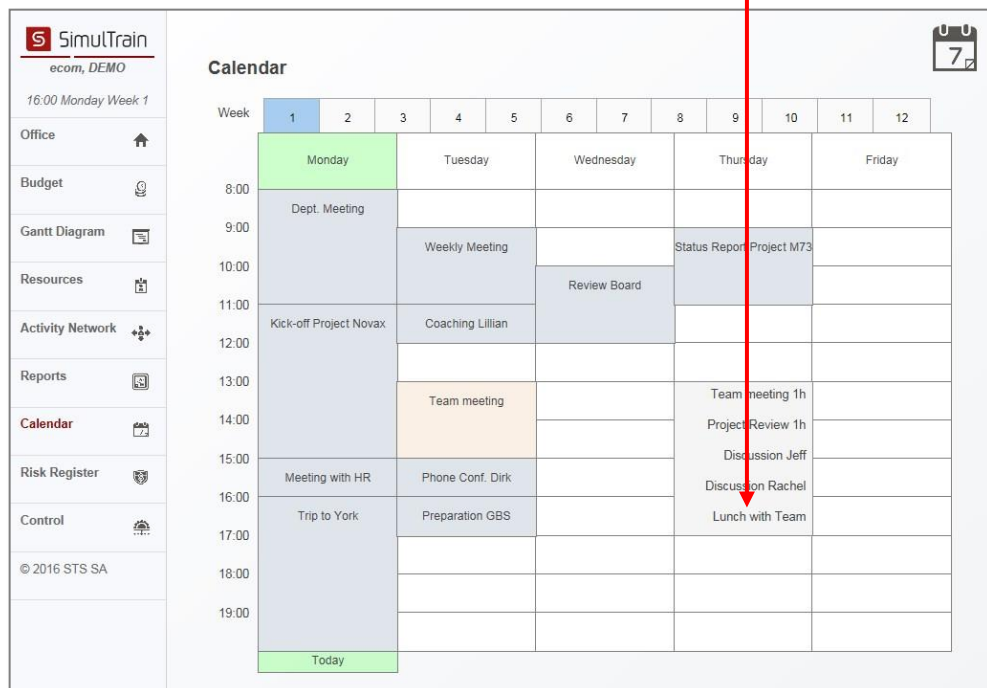 S SimulTrain
ecom, DEMO
16:00 Monday Week 1
Office
Budget
Gantt Diagram
Resources
Activity Network
Reports
Calendar
Risk Register
Control
© 2016 STS SA
7
Calendar
Week 1 2 3 4 5 6 7 8 9 10 11 12
Monday Tuesday Wednesday Thursday Friday
8:00
Dept. Meeting
9:00
Weekly Meeting Status Report Project M73
10:00
Review Board
11:00
Kick-off Project Novax Coaching Lillian
12:00
13:00
Team meeting Team meeting 1h
14:00
Project Review 1h
Discussion Jeff
15:00
Meeting with HR Phone Conf. Dirk
Discussion Rachel
16:00
Trip to York Preparation GBS Lunch with Team
17:00
18:00
19:00
Today